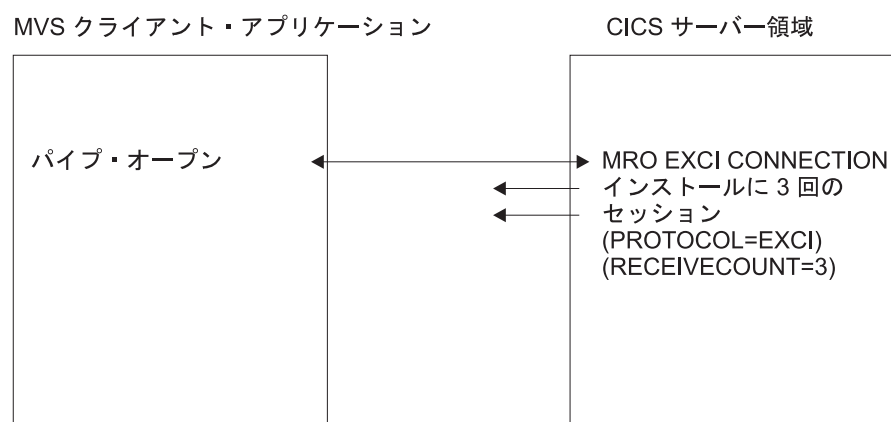 MVS クライアント・アプリケーション
CICS サーバー領域
パイプ・オープン
MRO EXCI CONNECTION
インストールに 3 回の
セッション
(PROTOCOL=EXCI)
(RECEIVECOUNT=3)